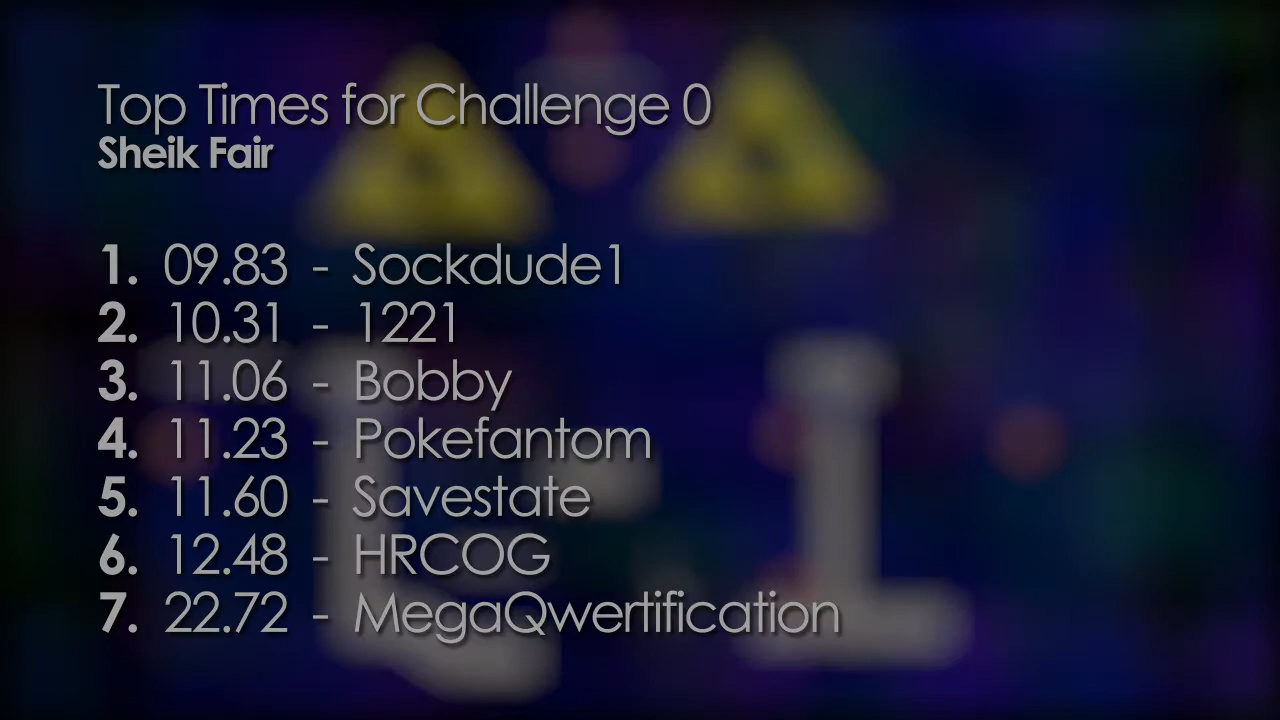 Top Times for Challenge 0
Sheik Fair
1. 09.83 - Sockdude1
2. 10.31 - 1221
3. 11.06 - Bobby
4. 11.23 - Pokefantom
5. 11.60 - Savestate
6. 12.48 - HRCOG
7. 22.72 - MegaQwertification